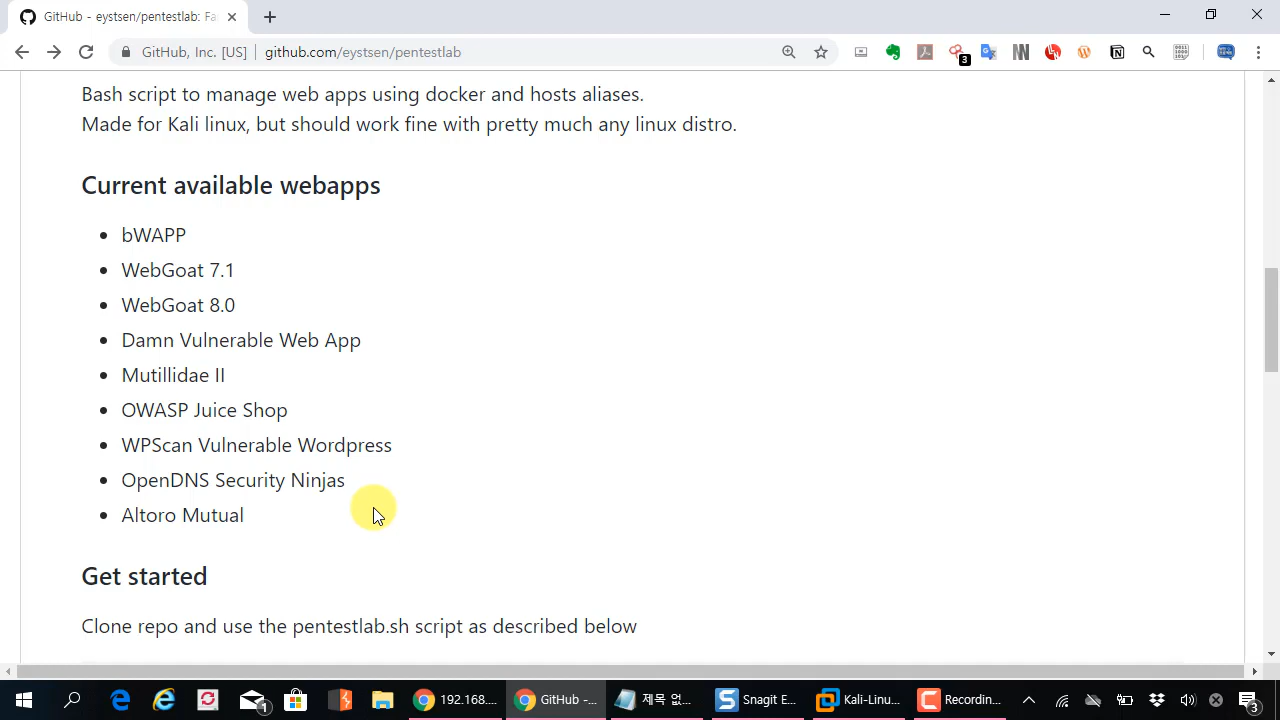 GitHub - eystsen/pentestlab: Fa
GitHub, Inc. [US] | github.com/eystsen/pentestlab
3
Bash script to manage web apps using docker and hosts aliases.
Made for Kali linux, but should work fine with pretty much any linux distro.
Current available webapps
bWAPP
WebGoat 7.1
WebGoat 8.0
Damn Vulnerable Web App
Mutillidae II
OWASP Juice Shop
WPScan Vulnerable Wordpress
OpenDNS Security Ninjas
Altoro Mutual
Get started
Clone repo and use the pentestlab.sh script as described below
1
192.168....
GitHub -...
제목 없...
Snagit E...
Kali-Linu...
Recordin...
3